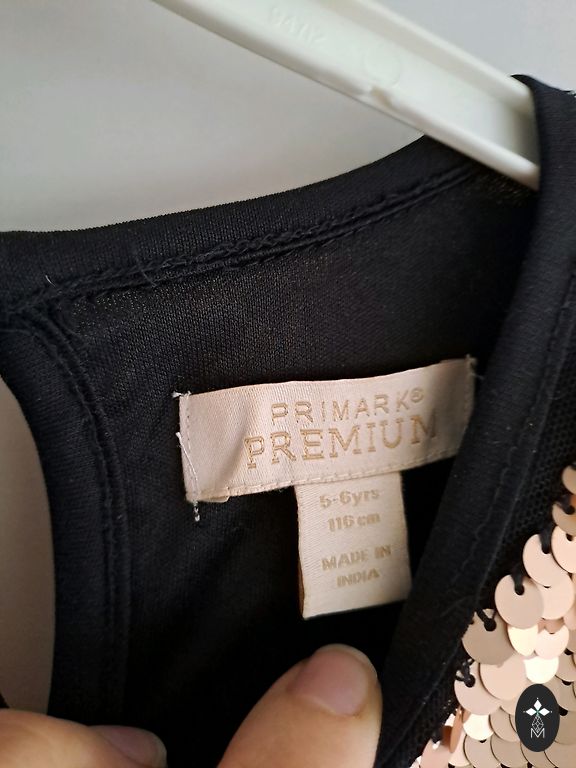 PRIMARK®
PREMIUM
5-6yrs
116 cm
MADE IN
INDIA